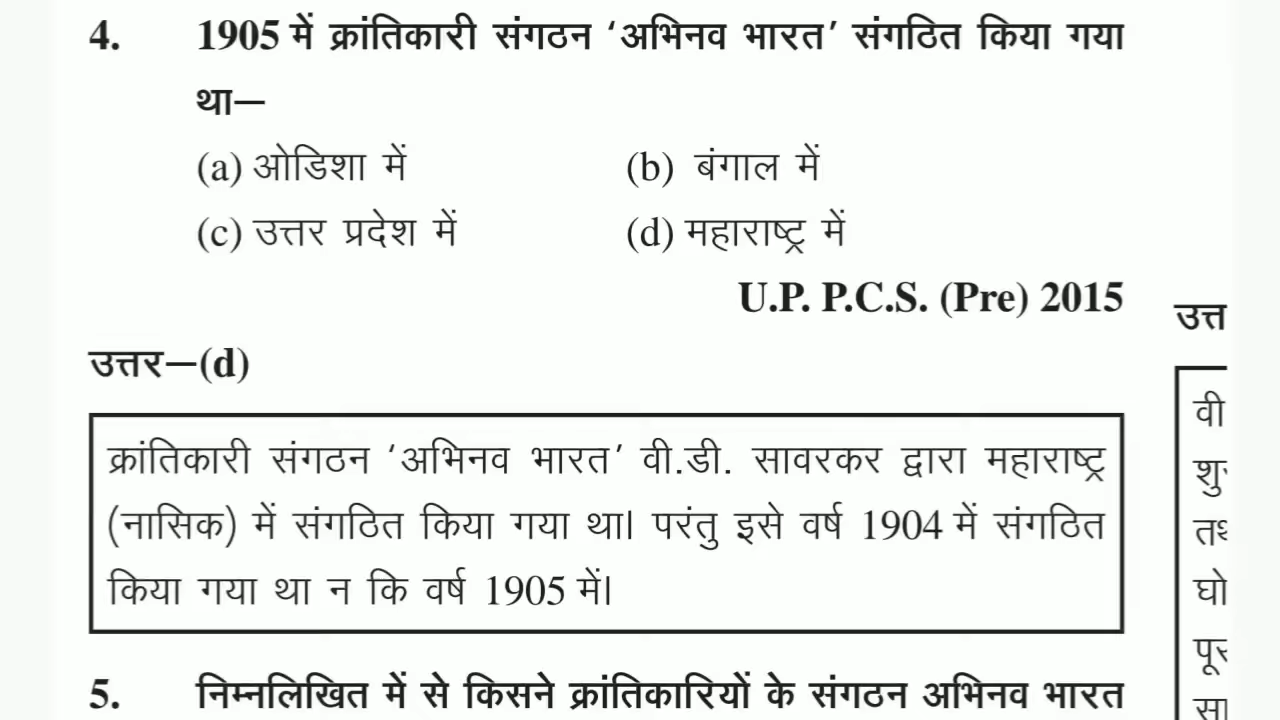 4. 1905 में क्रांतिकारी संगठन ‘अभिनव भारत’ संगठित किया गया
था—
(a) ओडिशा में (b) बंगाल में
(c) उत्तर प्रदेश में (d) महाराष्ट्र में
U.P. P.C.S. (Pre) 2015
उत्तर—(d)
क्रांतिकारी संगठन ‘अभिनव भारत’ वी.डी. सावरकर द्वारा महाराष्ट्र
(नासिक) में संगठित किया गया था। परंतु इसे वर्ष 1904 में संगठित
किया गया था न कि वर्ष 1905 में।
5. निम्नलिखित में से किसने क्रांतिकारियों के संगठन अभिनव भारत
उत्त
वी
घो